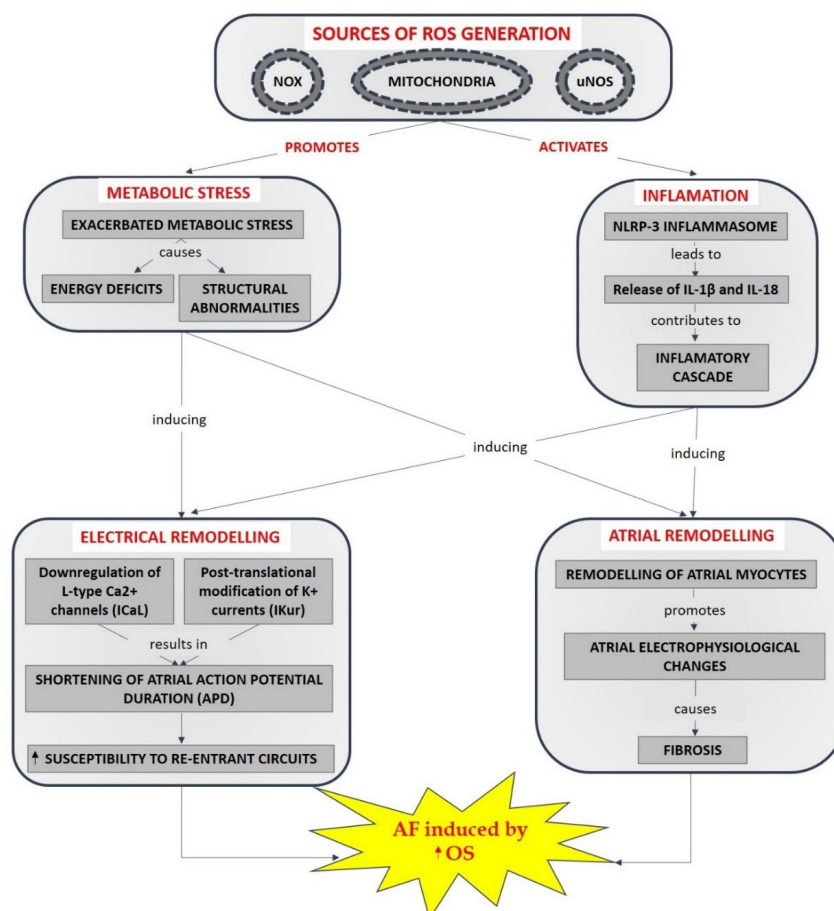 SOURCES OF ROS GENERATION
NOX
MITOCHONDRIA
uNOS
PROMOTES
ACTIVATES
METABOLIC STRESS
EXACERBATED METABOLIC STRESS
causes
ENERGY DEFICITS
STRUCTURAL
ABNORMALITIES
INFLAMATION
NLRP-3 INFLAMMASOME
leads to
Release of IL-1β and IL-18
contributes to
INFLAMATORY
CASCADE
inducing
inducing
inducing
ELECTRICAL REMODELLING
Downregulation of
L-type Ca2+
channels (ICaL)
Post-translational
modification of K+
currents (IKur)
results in
SHORTENING OF ATRIAL ACTION POTENTIAL
DURATION (APD)
↑ SUSCEPTIBILITY TO RE-ENTRANT CIRCUITS
ATRIAL REMODELLING
REMODELLING OF ATRIAL MYOCYTES
promotes
ATRIAL ELECTROPHYSIOLOGICAL
CHANGES
causes
FIBROSIS
AF induced by
↑OS